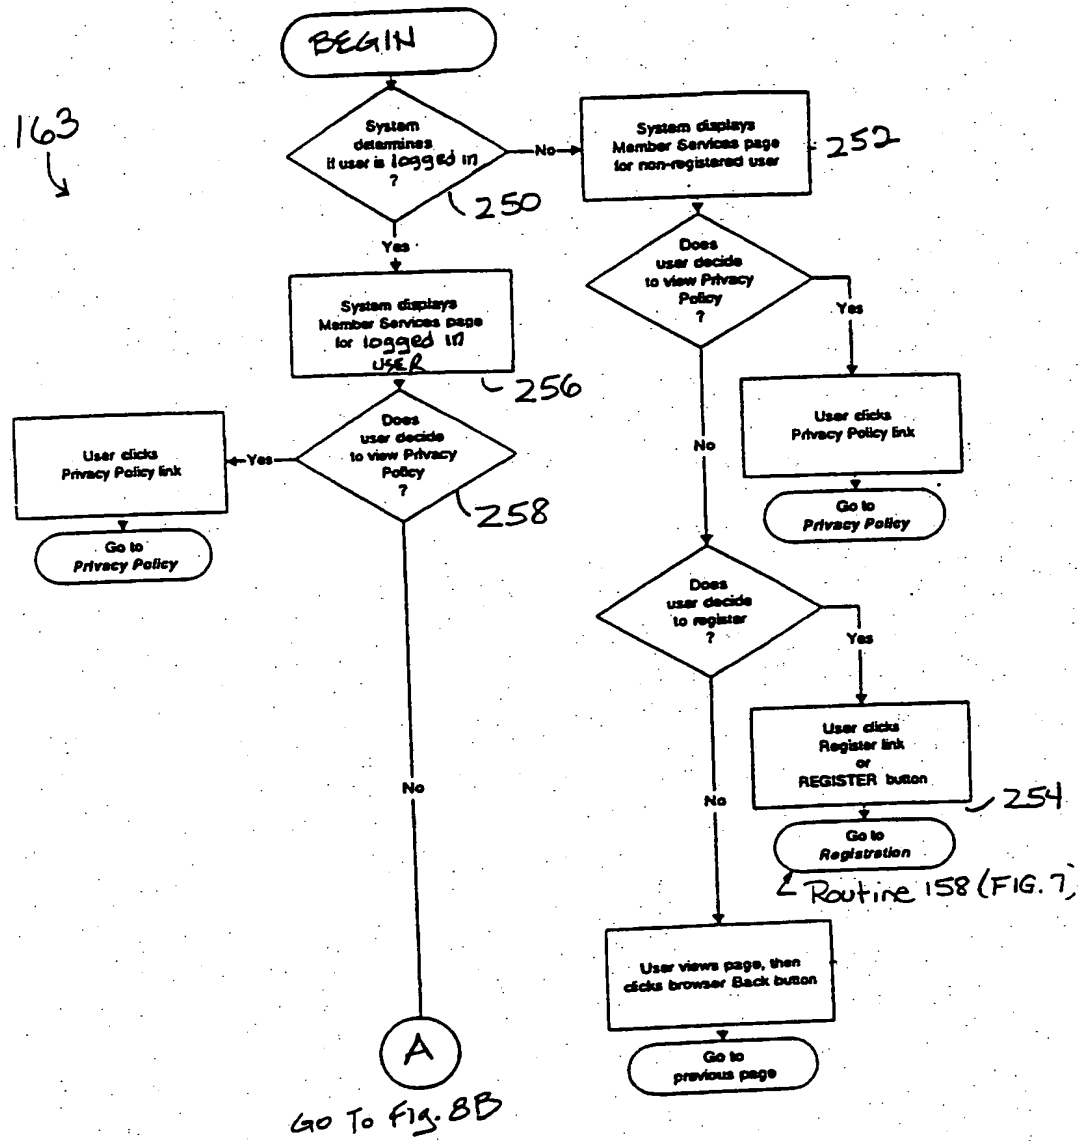 BEGIN
163
System
determines
if user is logged in
?
No
250
System displays
Member Services page
for non-registered user
252
Yes
System displays
Member Services page
for logged in
USER
256
Does
user decide
to view Privacy
Policy
?
Yes
User clicks
Privacy Policy link
Go to
Privacy Policy
No
Does
user decide
to view Privacy
Policy
?
258
Yes
User clicks
Privacy Policy link
Go to
Privacy Policy
Does
user decide
to register
?
Yes
User clicks
Register link
or
REGISTER button
254
Go to
Registration
Routine 158 (FIG. 7)
No
No
User views page, then
clicks browser Back button
Go to
previous page
A
Go To Fig. 8B